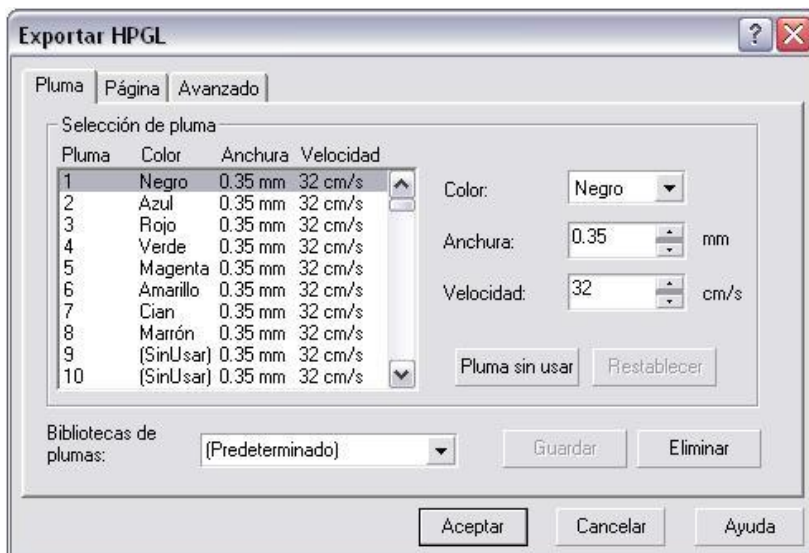 Exportar HPGL
Pluma Página Avanzado
Selección de pluma
Pluma Color Anchura Velocidad
1 Negro 0.35 mm 32 cm/s
2 Azul 0.35 mm 32 cm/s
3 Rojo 0.35 mm 32 cm/s
4 Verde 0.35 mm 32 cm/s
5 Magenta 0.35 mm 32 cm/s
6 Amarillo 0.35 mm 32 cm/s
7 Cian 0.35 mm 32 cm/s
8 Marrón 0.35 mm 32 cm/s
9 (SinUsar) 0.35 mm 32 cm/s
10 (SinUsar) 0.35 mm 32 cm/s
Color: Negro
Anchura: 0.35 mm
Velocidad: 32 cm/s
Pluma sin usar Restablecer
Bibliotecas de
plumas: (Predeterminado) Guardar Eliminar
Aceptar Cancelar Ayuda